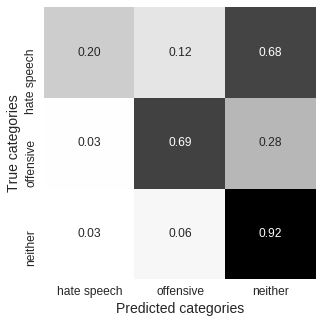 True categories
hate speech
0.20 0.12 0.68
offensive
0.03 0.69 0.28
neither
0.03 0.06 0.92
hate speech offensive neither
Predicted categories